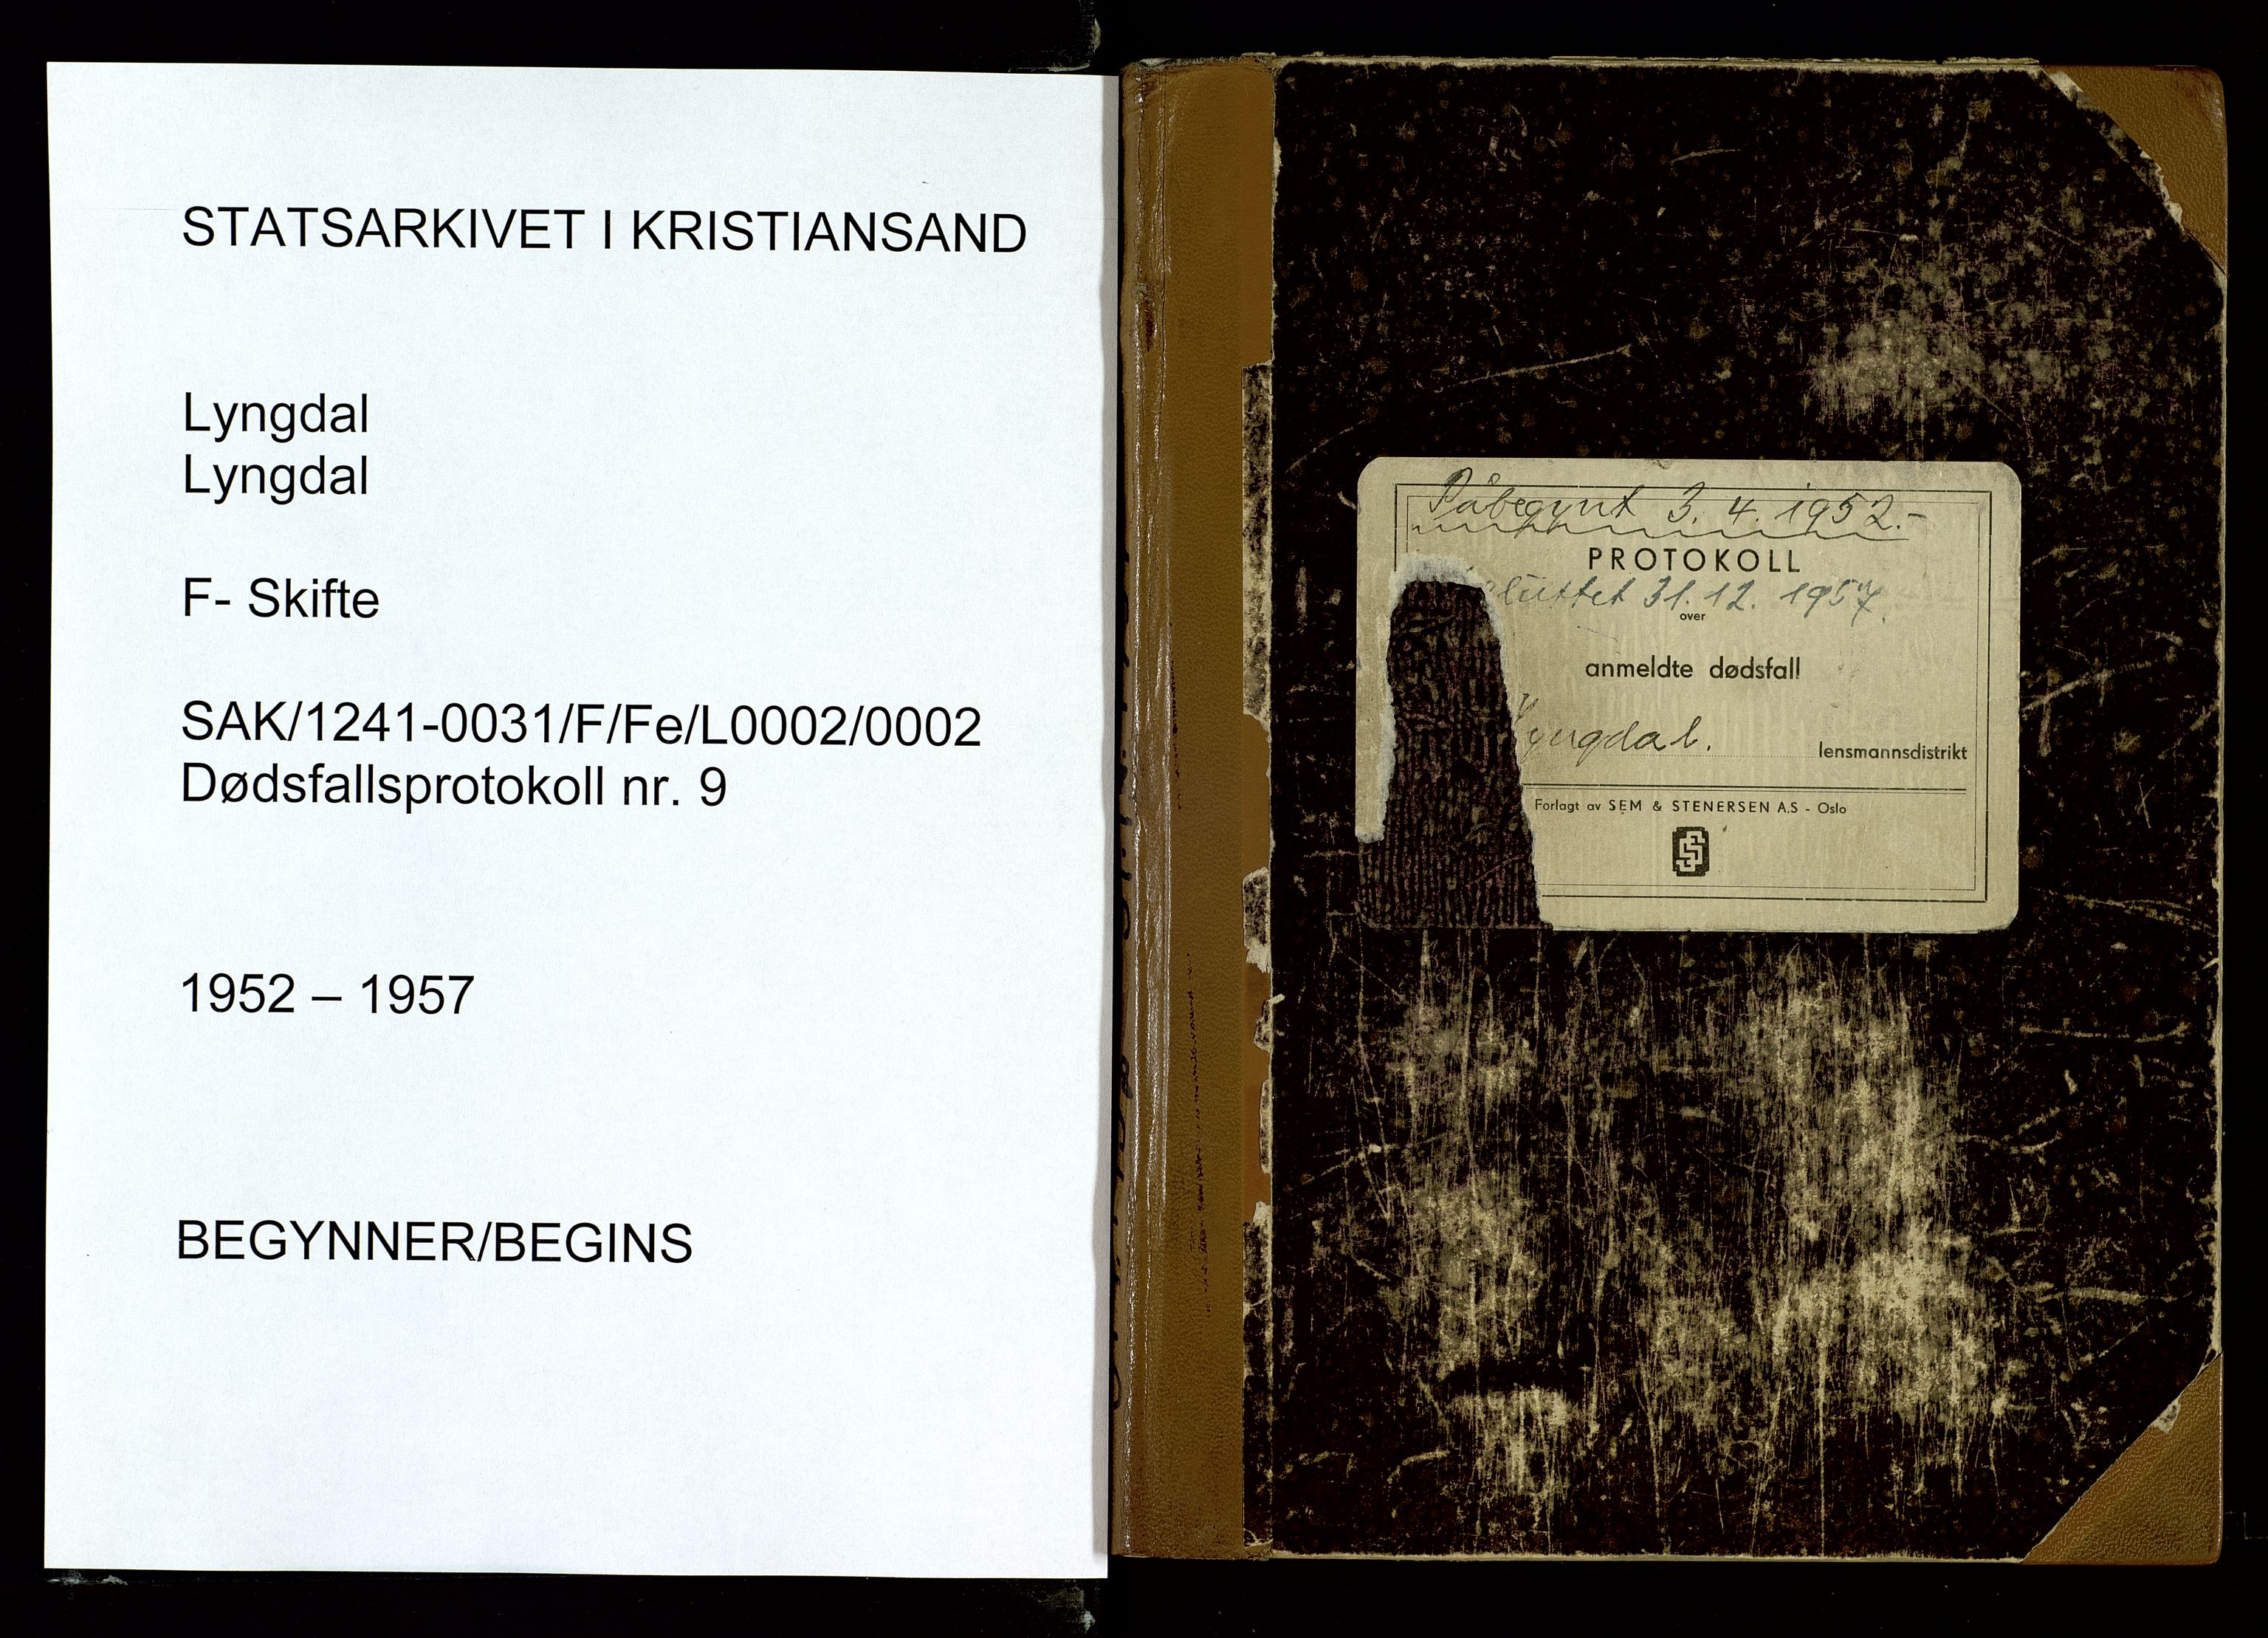 STATSARKIVET I KRISTIANSAND
Lyngdal
Lyngdal
F- Skifte
SAK/1241-0031/F/Fe/L0002/0002
Dødsfallsprotokoll nr. 9
1952 – 1957
BEGYNNER/BEGINS
Påbegynt 3. 4. 1952.-
PROTOKOLL
sluttet 31. 12. 1957.
over
anmeldte dødsfall
yngdal. lensmannsdistrikt
Forlagt av SEM & STENERSEN A.S - Oslo